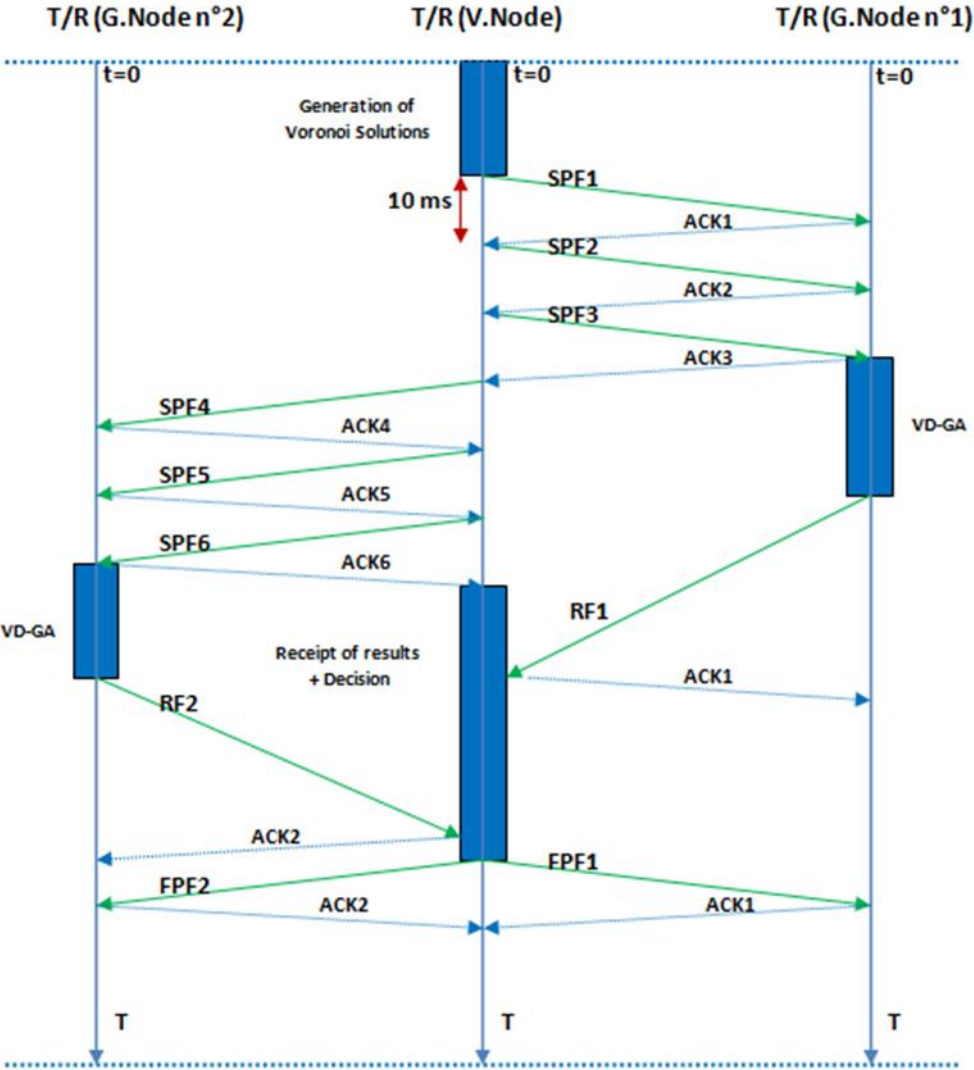 T/R (G.Node n°2)
T/R (V.Node)
T/R (G.Node n°1)
t=0
t=0
t=0
Generation of
Voronoi Solutions
SPF1
10 ms
ACK1
SPF2
ACK2
SPF3
ACK3
SPF4
ACK4
VD-GA
SPF5
ACK5
SPF6
ACK6
RF1
VD-GA
Receipt of results
+ Decision
ACK1
RF2
ACK2
FPF1
FPF2
ACK2
ACK1
T
T
T